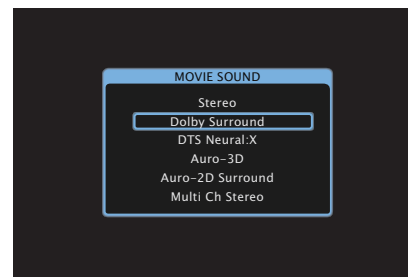 MOVIE SOUND
Stereo
Dolby Surround
DTS Neural:X
Auro-3D
Auro-2D Surround
Multi Ch Stereo